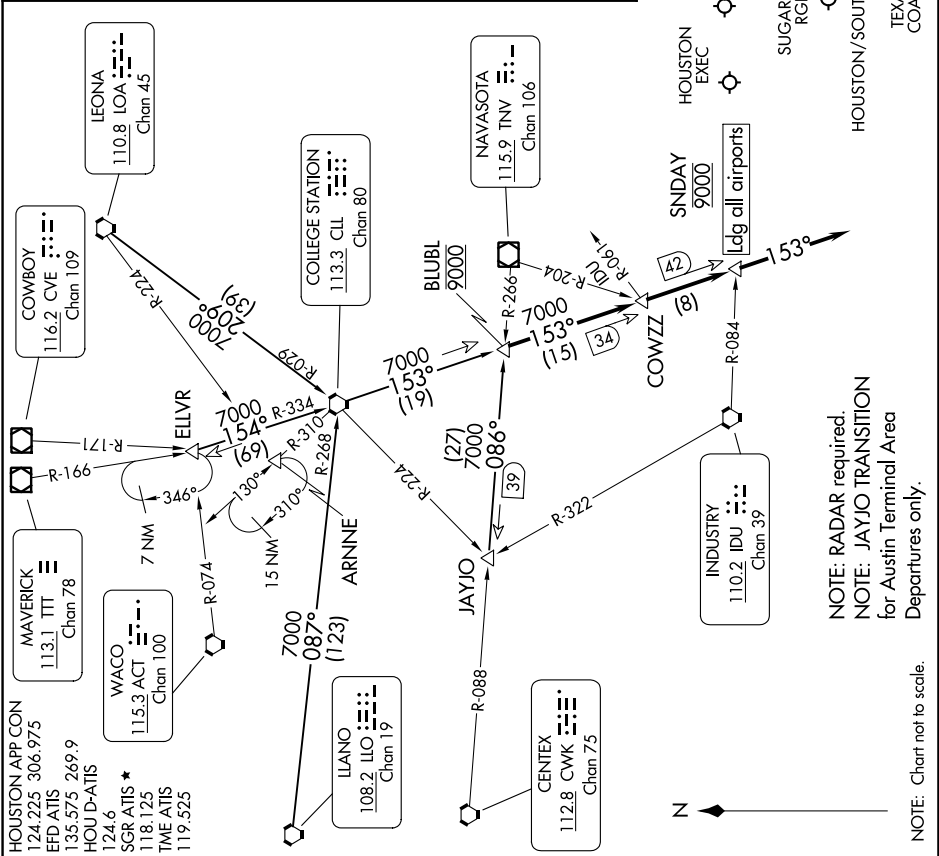 HOUSTON APP CON
124.225 306.975
EFD ATIS
135.575 269.9
HOU D-ATIS
124.6
SGR ATIS ★
118.125
TME ATIS
119.525
MAVERICK
113.1 TTT
Chan 78
COWBOY
116.2 CVE
Chan 109
LEONA
110.8 LOA
Chan 45
WACO
115.3 ACT
Chan 100
COLLEGE STATION
113.3 CLL
Chan 80
NAVASOTA
115.9 TNV
Chan 106
LLANO
108.2 LLO
Chan 19
CENTEX
112.8 CWK
Chan 75
INDUSTRY
110.2 IDU
Chan 39
R-166
R-171
R-224
7 NM
346°
ELLVR
R-074
130°
15 NM
310°
ARNNE
7000
154°
(69)
R-334
R-310
R-268
7000
209°
(39)
R-029
7000
087°
(123)
7000
153°
(19)
BLUBL
9000
R-266
R-224
JAYJO
R-088
(27)
7000
086°
39
R-322
7000
153°
(15)
34
R-204
IDU
R-061
COWZZ
42
(8)
SNDAY
9000
Ldg all airports
R-084
153°
HOUSTON
EXEC
SUGAR
RGI
HOUSTON/SOUT
TEXA
COA
NOTE: RADAR required.
NOTE: JAYJO TRANSITION
for Austin Terminal Area
Departures only.
N
NOTE: Chart not to scale.